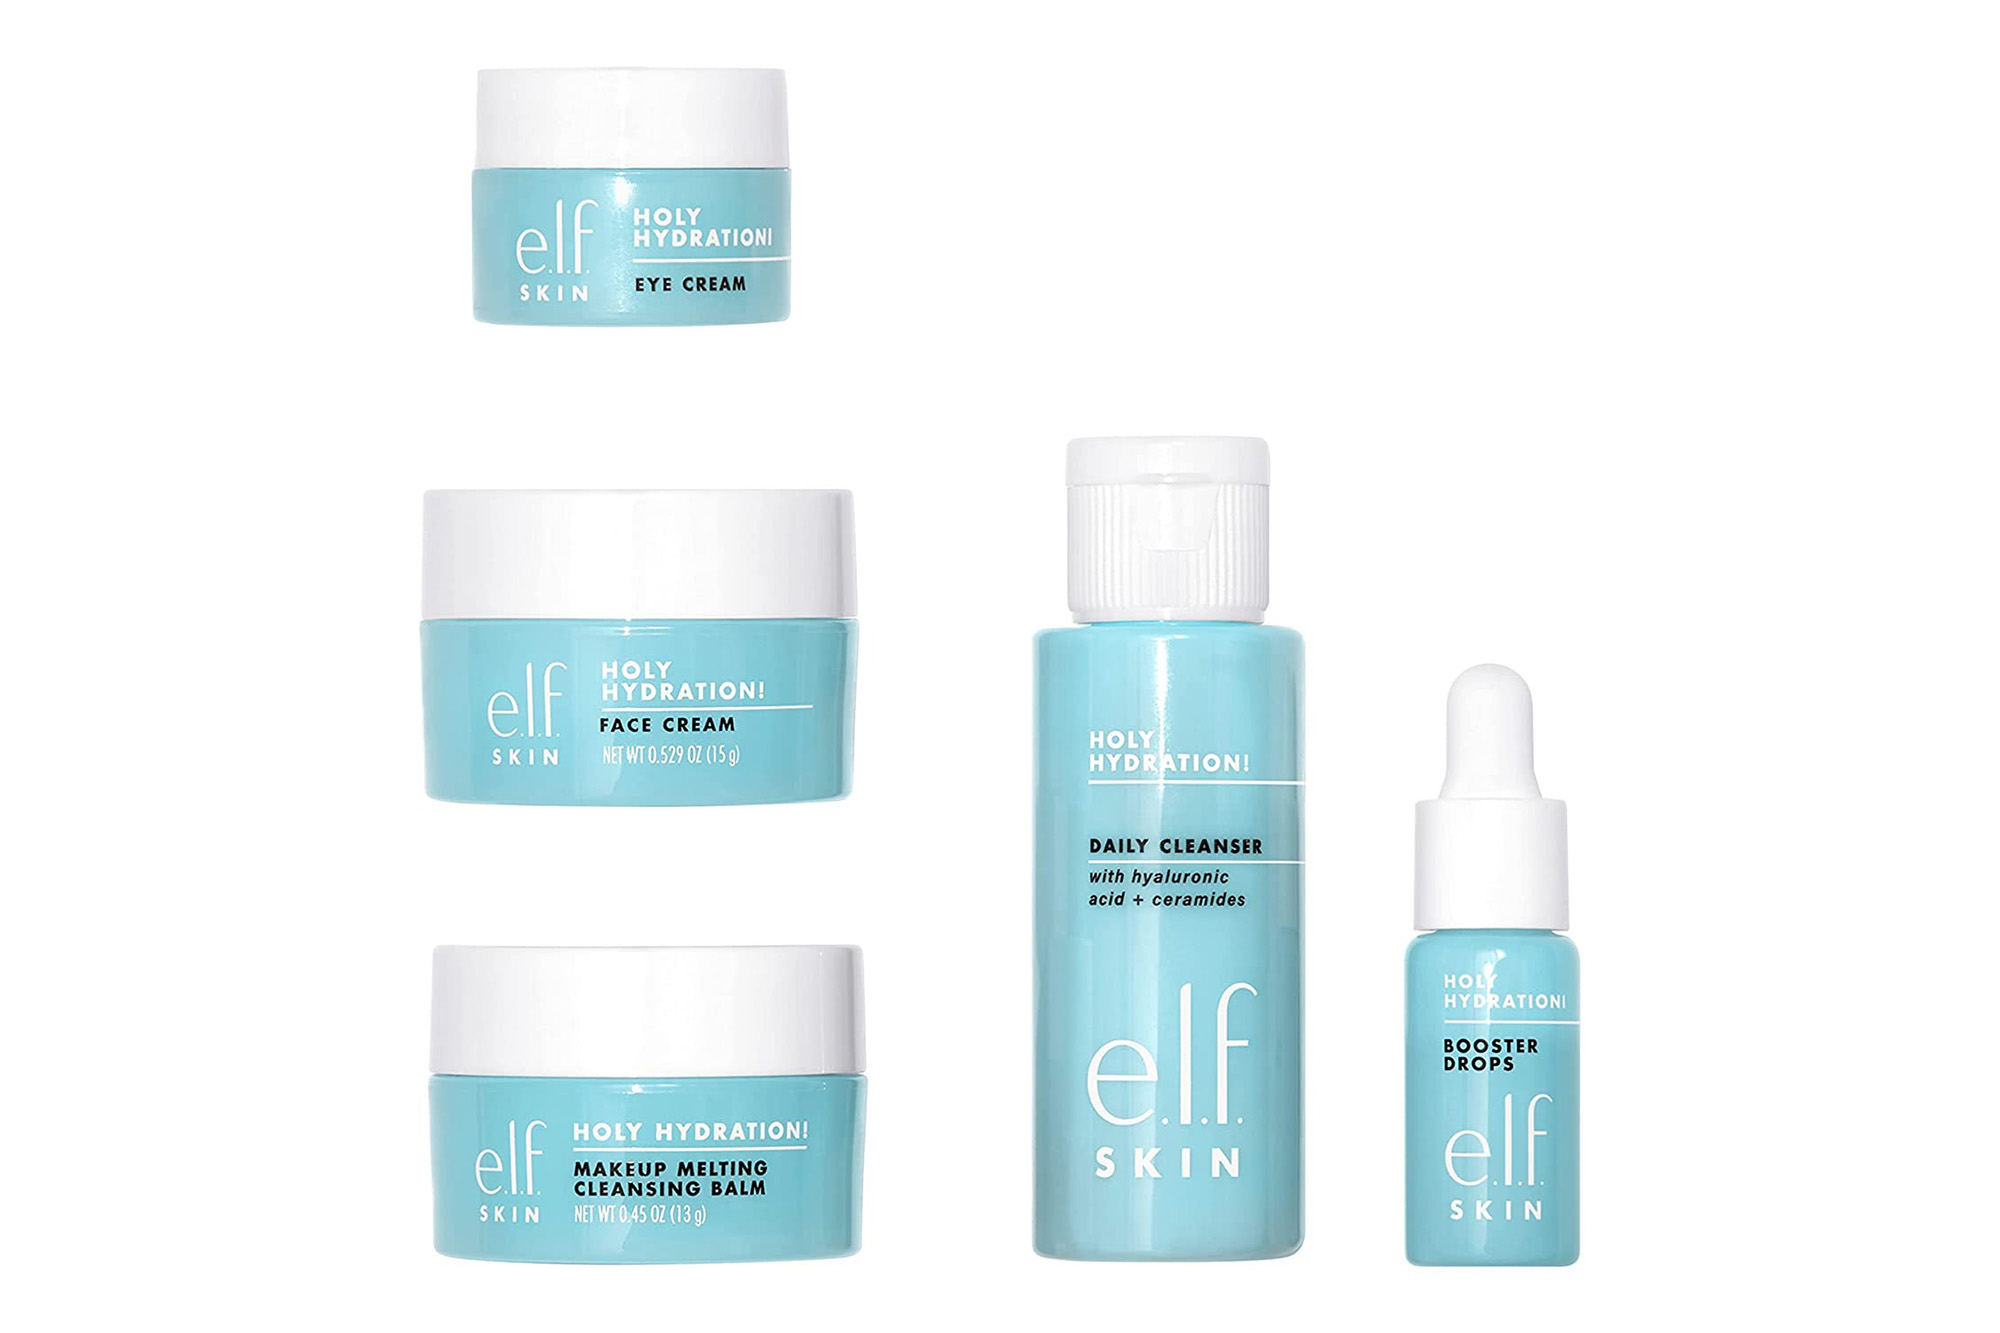 e.l.f.
SKIN
HOLY
HYDRATION!
EYE CREAM
e.l.f.
SKIN
HOLY
HYDRATION!
FACE CREAM
NET WT 0.529 OZ (15 g)
e.l.f.
SKIN
HOLY HYDRATION!
MAKEUP MELTING
CLEANSING BALM
NET WT 0.45 OZ (13 g)
HOLY
HYDRATION!
DAILY CLEANSER
with hyaluronic
acid + ceramides
e.l.f.
SKIN
HOLY
HYDRATION!
BOOSTER
DROPS
e.l.f.
SKIN